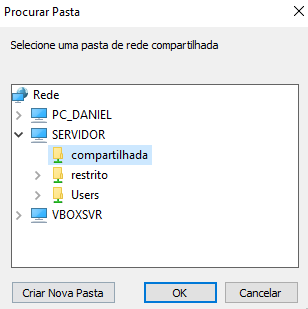 Procurar Pasta
Selecione uma pasta de rede compartilhada
Rede
PC_DANIEL
SERVIDOR
compartilhada
restrito
Users
VBOXSVR
Criar Nova Pasta
OK
Cancelar